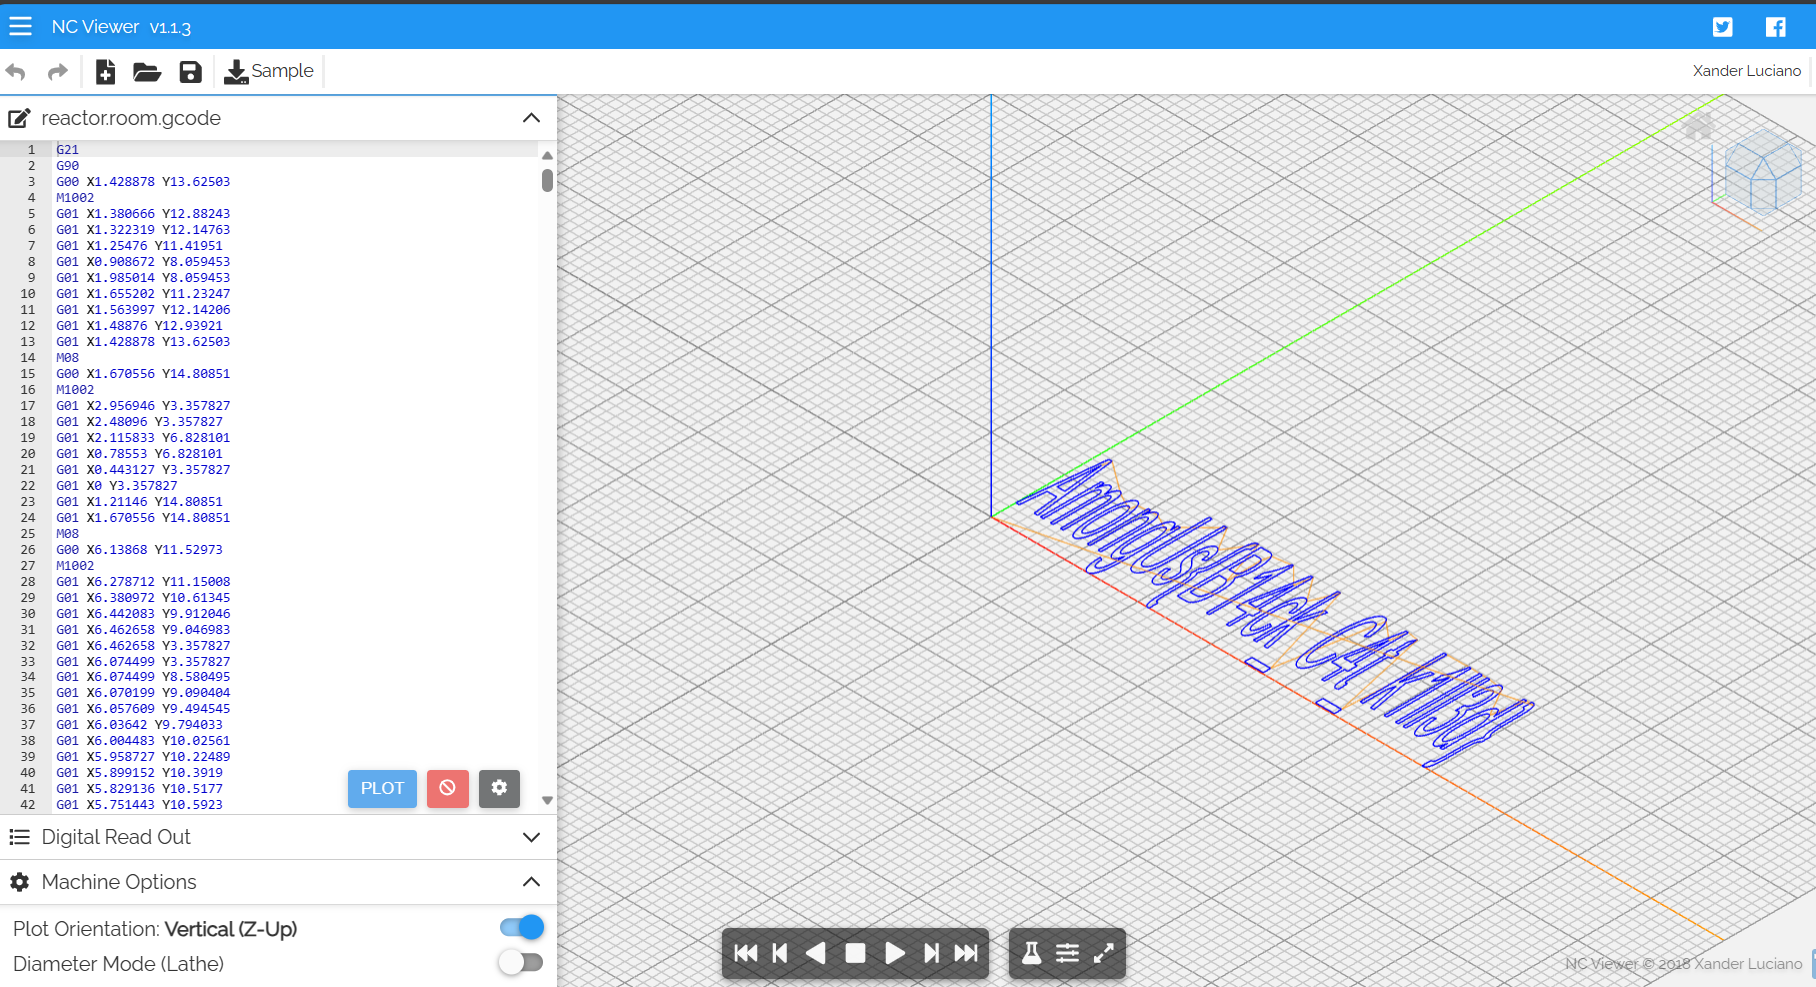 NC Viewer v1.1.3
Sample
Xander Luciano
reactor.room.gcode
1 G21
2 G90
3 G00 X1.428878 Y13.62503
4 M1002
5 G01 X1.380666 Y12.88243
6 G01 X1.322319 Y12.14763
7 G01 X1.25476 Y11.41951
8 G01 X0.908672 Y8.059453
9 G01 X1.985014 Y8.059453
10 G01 X1.655202 Y11.23247
11 G01 X1.563997 Y12.14206
12 G01 X1.48876 Y12.93921
13 G01 X1.428878 Y13.62503
14 M08
15 G00 X1.670556 Y14.80851
16 M1002
17 G01 X2.956946 Y3.357827
18 G01 X2.48096 Y3.357827
19 G01 X2.115833 Y6.828101
20 G01 X0.78553 Y6.828101
21 G01 X0.443127 Y3.357827
22 G01 X0 Y3.357827
23 G01 X1.21146 Y14.80851
24 G01 X1.670556 Y14.80851
25 M08
26 G00 X6.13868 Y11.52973
27 M1002
28 G01 X6.278712 Y11.15008
29 G01 X6.380972 Y10.61345
30 G01 X6.442083 Y9.912046
31 G01 X6.462658 Y9.046983
32 G01 X6.462658 Y3.357827
33 G01 X6.074499 Y3.357827
34 G01 X6.074499 Y8.580495
35 G01 X6.070199 Y9.090404
36 G01 X6.057609 Y9.494545
37 G01 X6.03642 Y9.794033
38 G01 X6.004483 Y10.02561
39 G01 X5.958727 Y10.22489
40 G01 X5.899152 Y10.3919
41 G01 X5.829136 Y10.5177
42 G01 X5.751443 Y10.5923
PLOT
Digital Read Out
Machine Options
Plot Orientation: Vertical (Z-Up)
Diameter Mode (Lathe)
NC Viewer © 2018 Xander Luciano